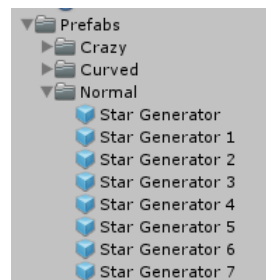 Prefabs
Crazy
Curved
Normal
Star Generator
Star Generator 1
Star Generator 2
Star Generator 3
Star Generator 4
Star Generator 5
Star Generator 6
Star Generator 7